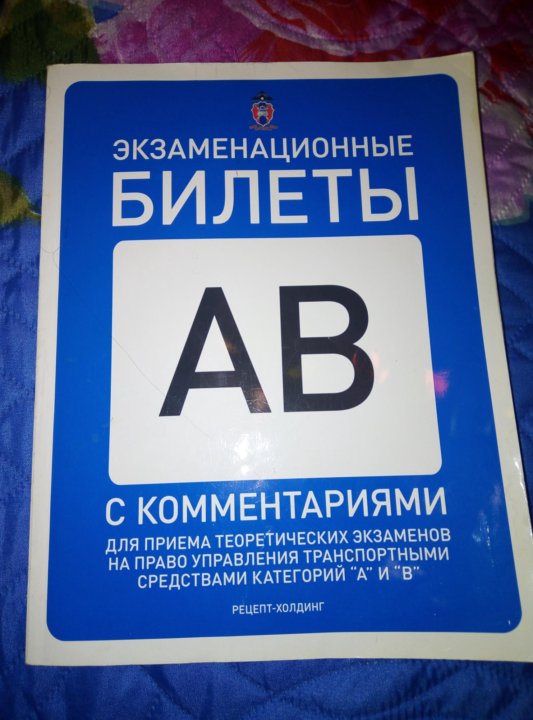 ЭКЗАМЕНАЦИОННЫЕ
БИЛЕТЫ
АВ
С КОММЕНТАРИЯМИ
ДЛЯ ПРИЕМА ТЕОРЕТИЧЕСКИХ ЭКЗАМЕНОВ
НА ПРАВО УПРАВЛЕНИЯ ТРАНСПОРТНЫМИ
СРЕДСТВАМИ КАТЕГОРИЙ “А” И “В”
РЕЦЕПТ-ХОЛДИНГ